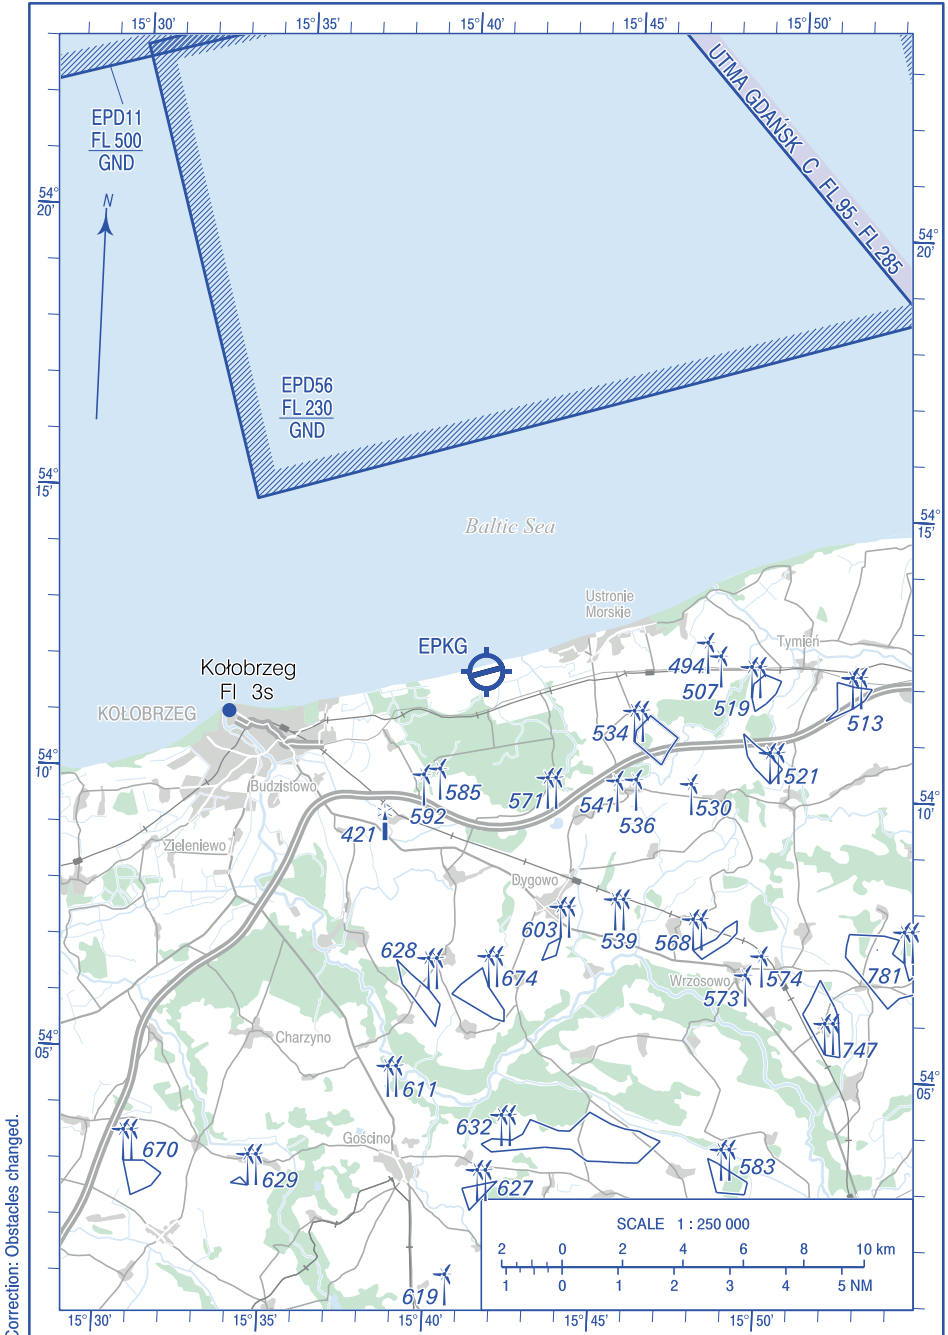 15° 30'
15° 35'
15° 40'
15° 45'
15° 50'
UTMA GDAŃSK C FL 95 - FL 285
EPD11
FL 500
GND
N
54°
20'
54°
20'
EPD56
FL 230
GND
54°
15'
54°
15'
Baltic Sea
Ustronie
Morskie
Tymień
EPKG
494
507
519
513
Kołobrzeg
Fl 3s
KOŁOBRZEG
534
521
54°
10'
54°
10'
Budzistowo
585
592
571
541
536
530
421
Zieleniewo
Dygowo
603
539
568
628
674
Wrzosowo
574
573
781
747
Charzyno
54°
05'
54°
05'
611
632
Gościno
670
629
627
583
619
SCALE 1 : 250 000
2 0 2 4 6 8 10 km
1 0 1 2 3 4 5 NM
Correction: Obstacles changed.
15° 30'
15° 35'
15° 40'
15° 45'
15° 50'